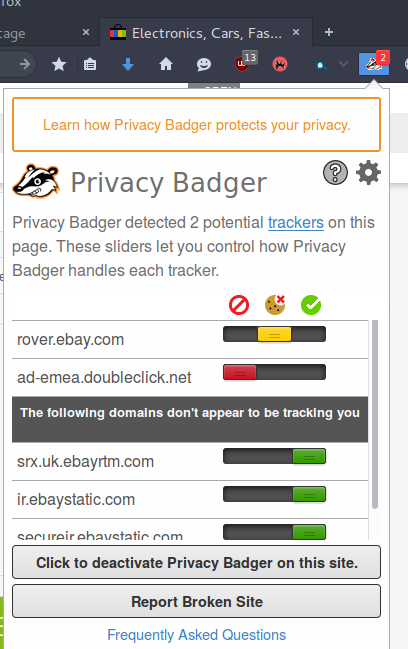 Tox
cage
Electronics, Cars, Fas...
13
2
Learn how Privacy Badger protects your privacy.
Privacy Badger
Privacy Badger detected 2 potential trackers on this
page. These sliders let you control how Privacy
Badger handles each tracker.
rover.ebay.com
ad-emea.doubleclick.net
The following domains don't appear to be tracking you
srx.uk.ebayrtm.com
ir.ebaystatic.com
secureir.ebaystatic.com
Click to deactivate Privacy Badger on this site.
Report Broken Site
Frequently Asked Questions